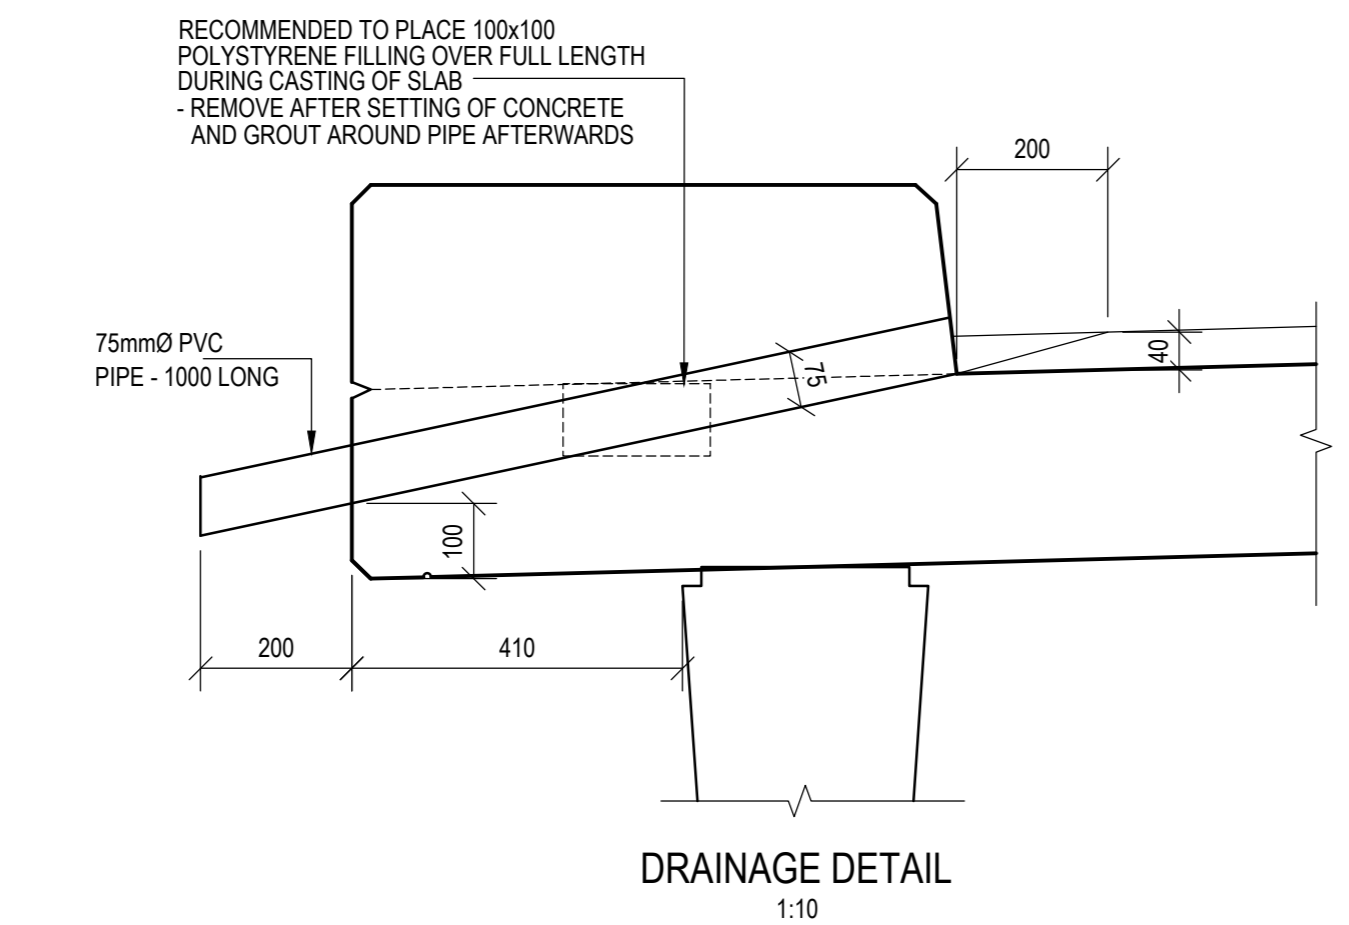 RECOMMENDED TO PLACE 100x100
POLYSTYRENE FILLING OVER FULL LENGTH
DURING CASTING OF SLAB
- REMOVE AFTER SETTING OF CONCRETE
AND GROUT AROUND PIPE AFTERWARDS
200
75mmØ PVC
PIPE - 1000 LONG
75
40
100
200
410
DRAINAGE DETAIL
1:10